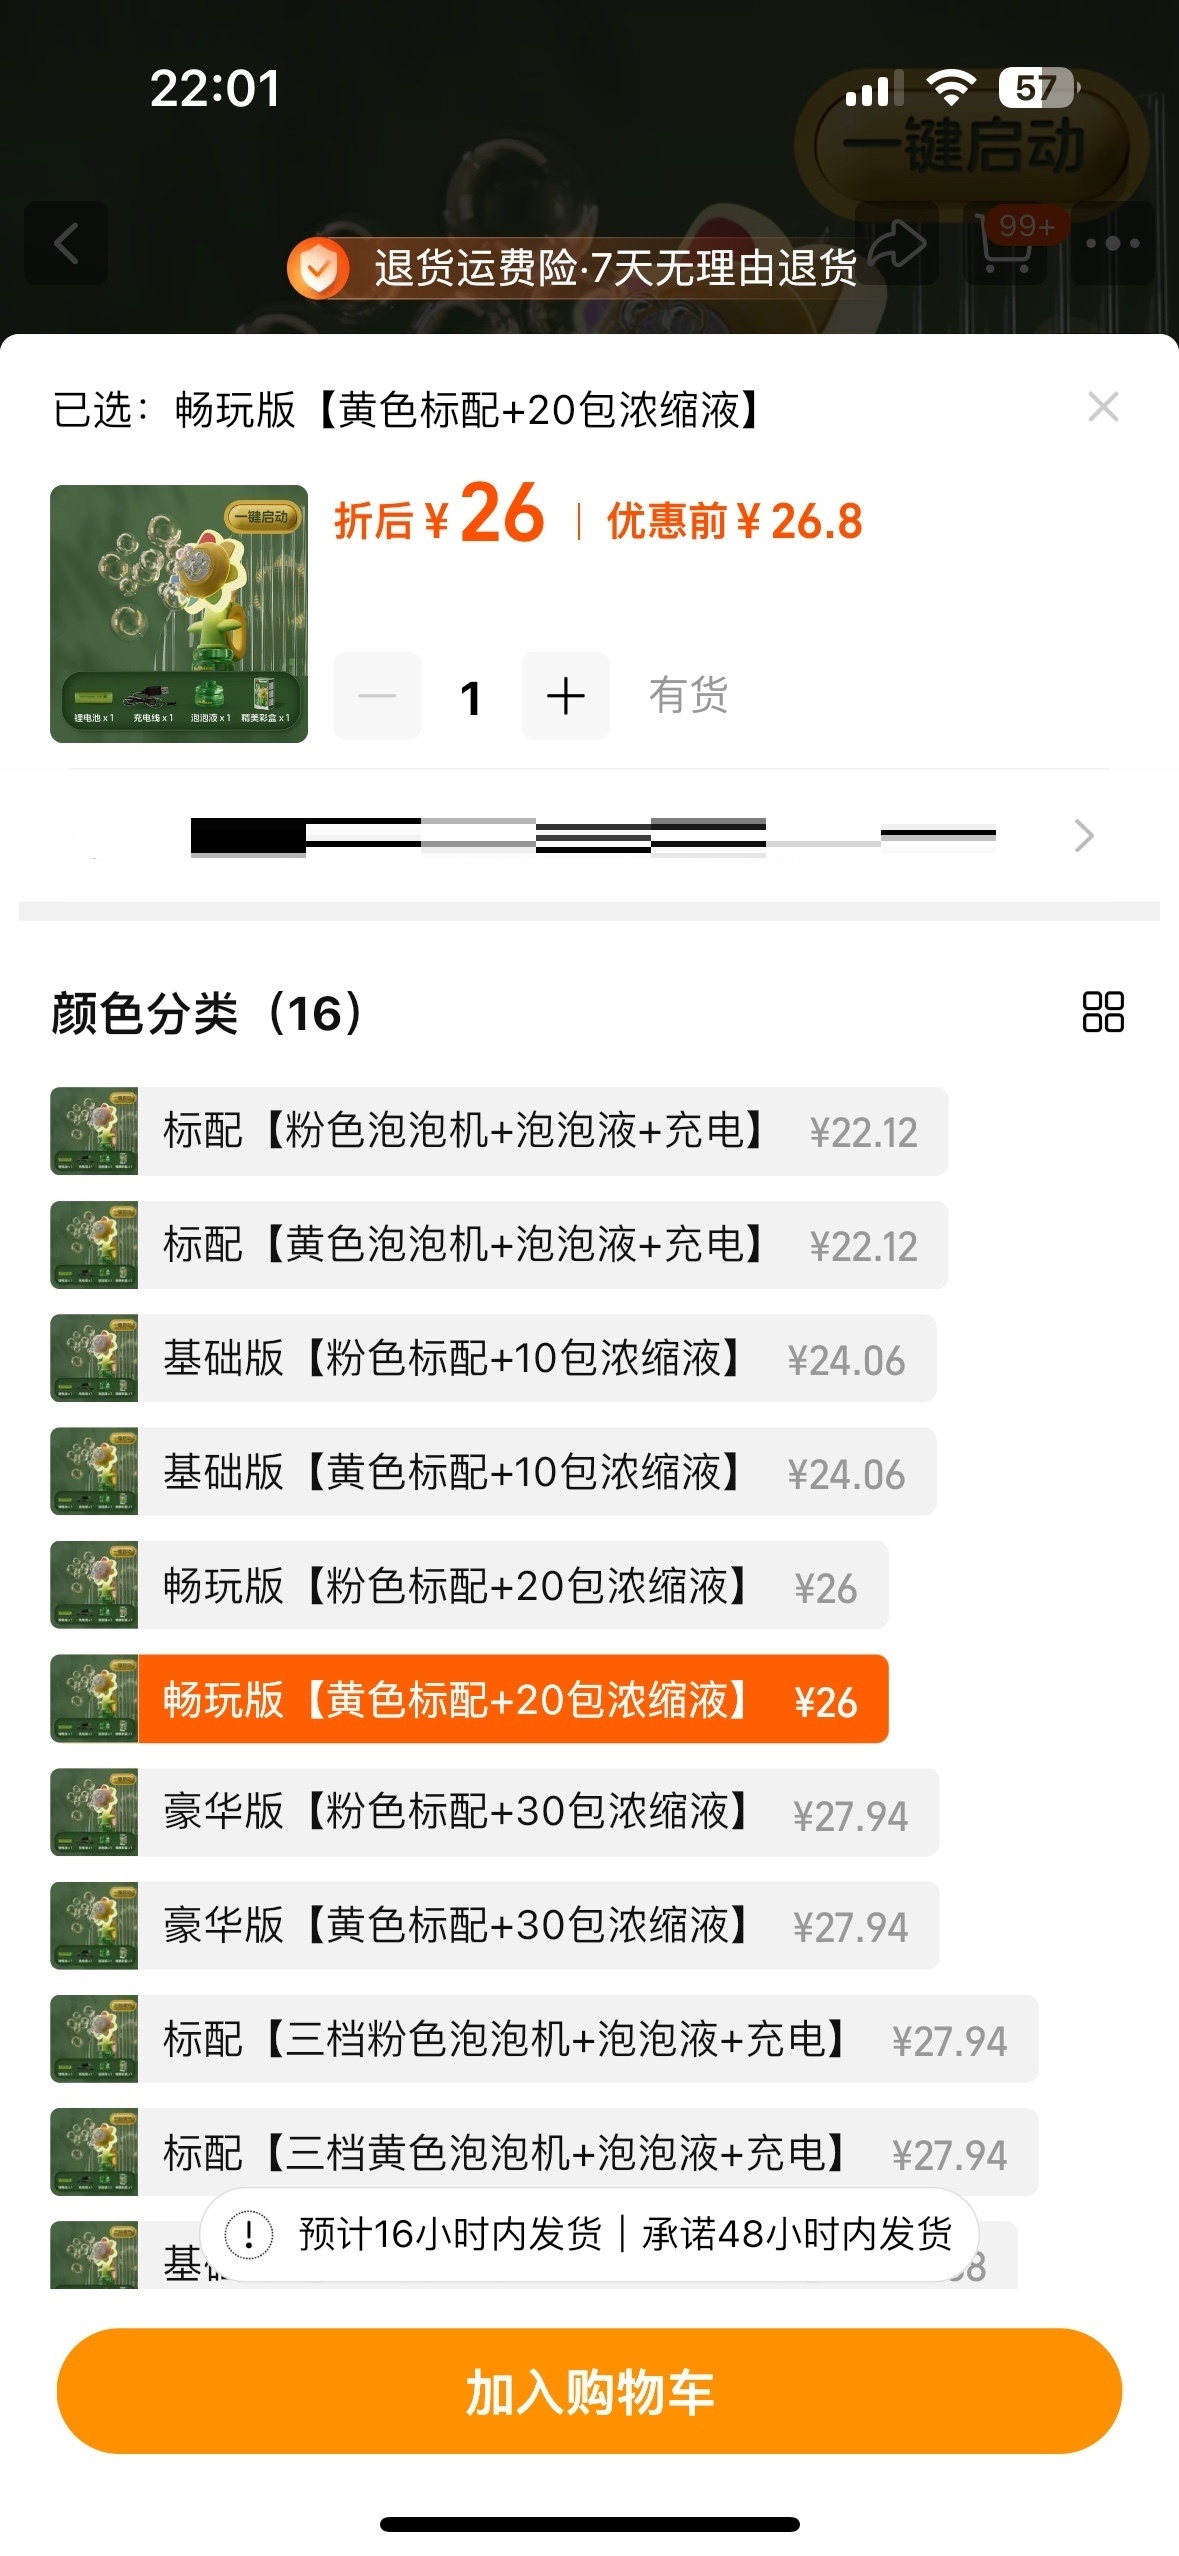 22:01
57
一键启动
99+
退货运费险·7天无理由退货
已选：畅玩版【黄色标配+20包浓缩液】
折后￥26｜优惠前￥26.8
一键启动
锂电池x1 充电线x1 泡泡液x1 精美彩盒x1
1
有货
颜色分类（16）
标配【粉色泡泡机+泡泡液+充电】 ¥22.12
标配【黄色泡泡机+泡泡液+充电】 ¥22.12
基础版【粉色标配+10包浓缩液】 ¥24.06
基础版【黄色标配+10包浓缩液】 ¥24.06
畅玩版【粉色标配+20包浓缩液】 ¥26
畅玩版【黄色标配+20包浓缩液】 ¥26
豪华版【粉色标配+30包浓缩液】 ¥27.94
豪华版【黄色标配+30包浓缩液】 ¥27.94
标配【三档粉色泡泡机+泡泡液+充电】 ¥27.94
标配【三档黄色泡泡机+泡泡液+充电】 ¥27.94
预计16小时内发货｜承诺48小时内发货
基
8
加入购物车